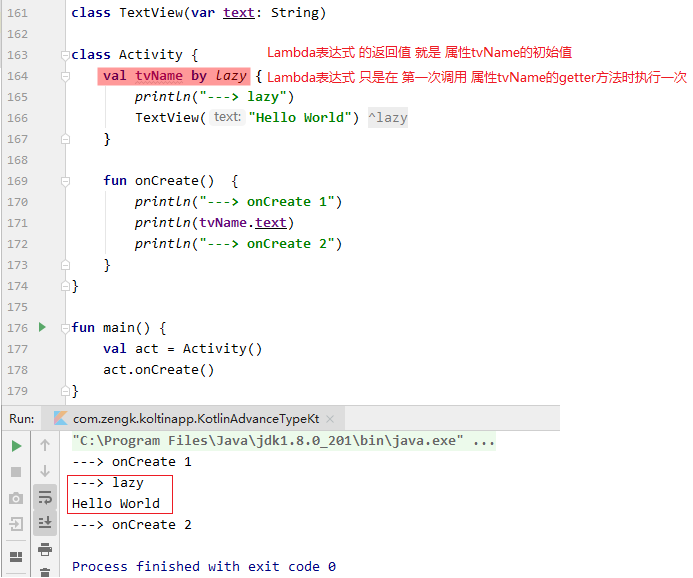 161 class TextView(var text: String)
162
163 class Activity { Lambda表达式 的返回值 就是 属性tvName的初始值
164 val tvName by lazy { Lambda表达式 只是在 第一次调用 属性tvName的getter方法时执行一次
165 println("---> lazy")
166 TextView( text: "Hello World") ^lazy
167 }
168
169 fun onCreate()  {
170 println("---> onCreate 1")
171 println(tvName.text)
172 println("---> onCreate 2")
173 }
174 }
175
176 fun main() {
177 val act = Activity()
178 act.onCreate()
179 }
Run: com.zengk.koltinapp.KotlinAdvanceTypeKt ×
"C:\Program Files\Java\jdk1.8.0_201\bin\java.exe" ...
---> onCreate 1
---> lazy
Hello World
---> onCreate 2
Process finished with exit code 0